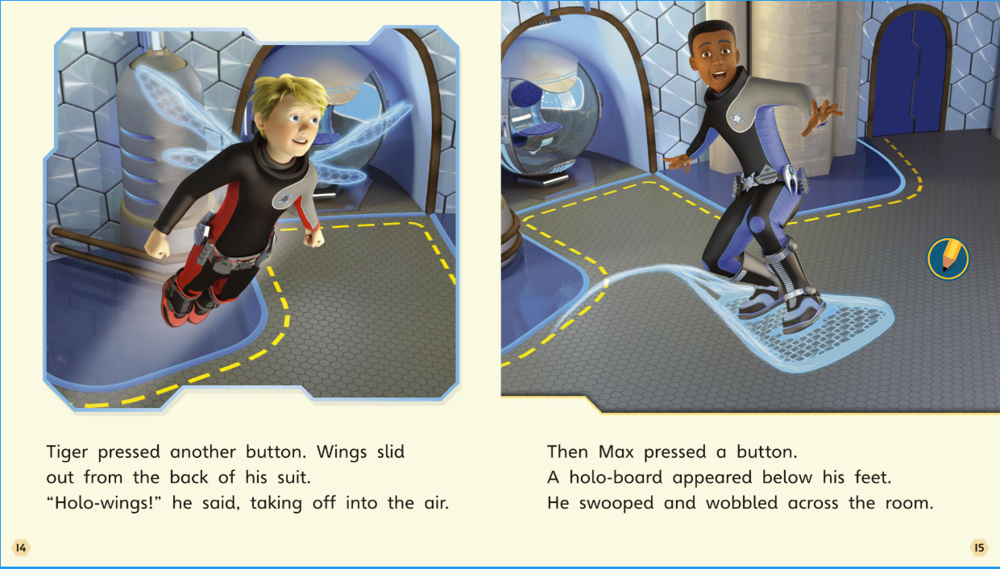 Tiger pressed another button. Wings slid
out from the back of his suit.
“Holo-wings!” he said, taking off into the air.
14
Then Max pressed a button.
A holo-board appeared below his feet.
He swooped and wobbled across the room.
15